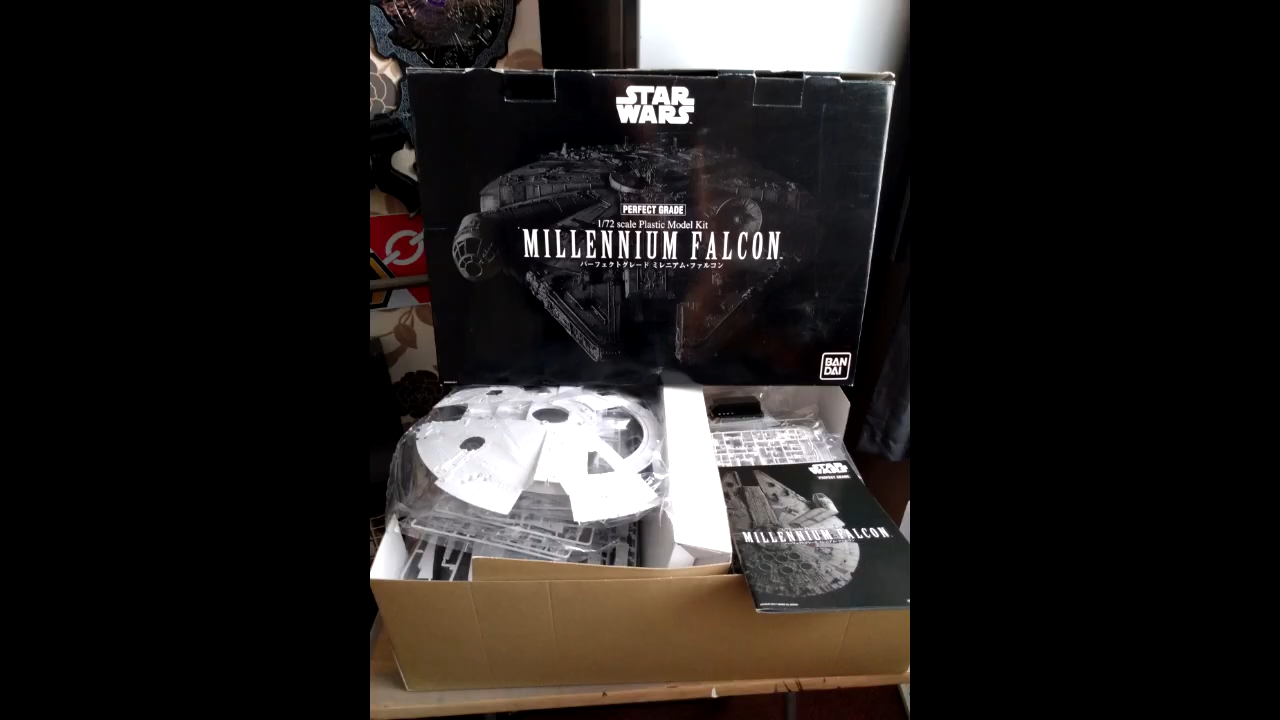 STAR
WARS
PERFECT GRADE
1/72 scale Plastic Model Kit
MILLENNIUM FALCON
パーフェクトグレード ミレニアム・ファルコン
BAN
DAI
STAR
WARS
PERFECT GRADE
MILLENNIUM FALCON